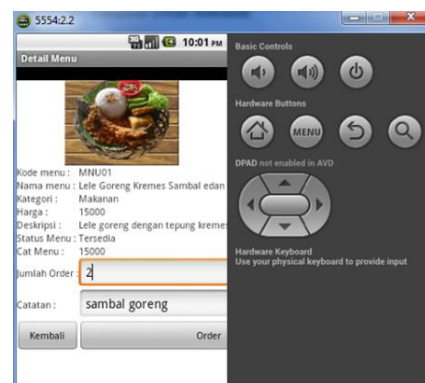 5554:2.2
10:01 PM
Detail Menu
Kode menu : MNU01
Nama menu : Lele Goreng Kremes Sambal edan
Kategori : Makanan
Harga : 15000
Deskripsi : Lele goreng dengan tepung kremes
Status Menu : Tersedia
Cat Menu : 15000
Jumlah Order : 2
Catatan : sambal goreng
Kembali
Order
Basic Controls
Hardware Buttons
MENU
DPAD not enabled in AVD
Hardware Keyboard
Use your physical keyboard to provide input